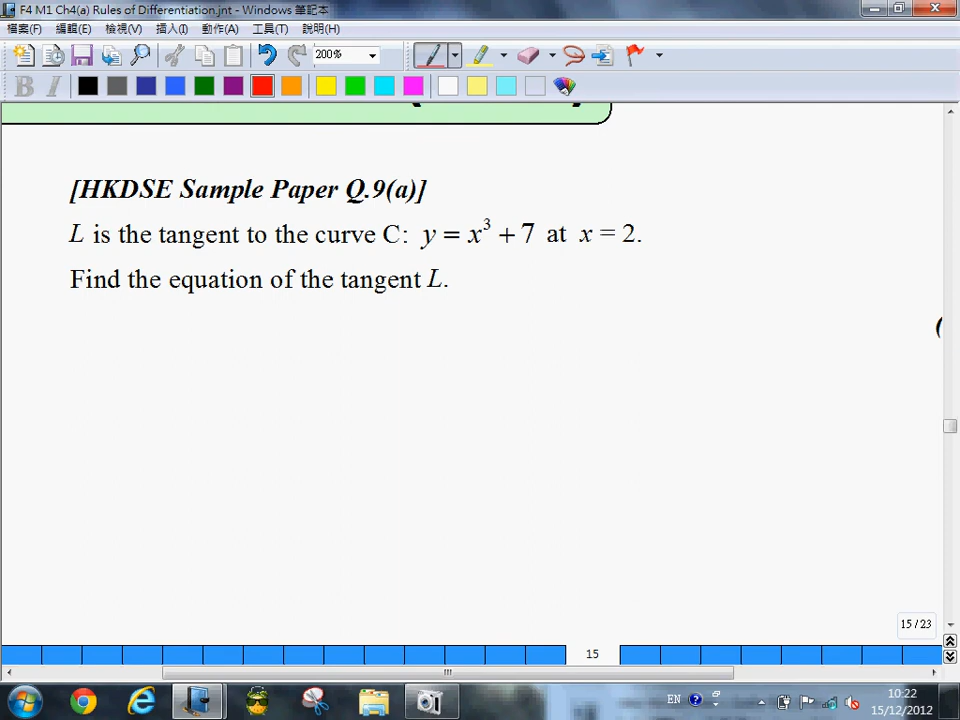 F4 M1 Ch4(a) Rules of Differentiation.jnt - Windows 筆記本
檔案(F) 編輯(E) 檢視(V) 插入(I) 動作(A) 工具(T) 說明(H)
200%
B I
[HKDSE Sample Paper Q.9(a)]
L is the tangent to the curve C: y = x³ + 7 at x = 2.
Find the equation of the tangent L.
(
15 / 23
15
EN
10:22
15/12/2012